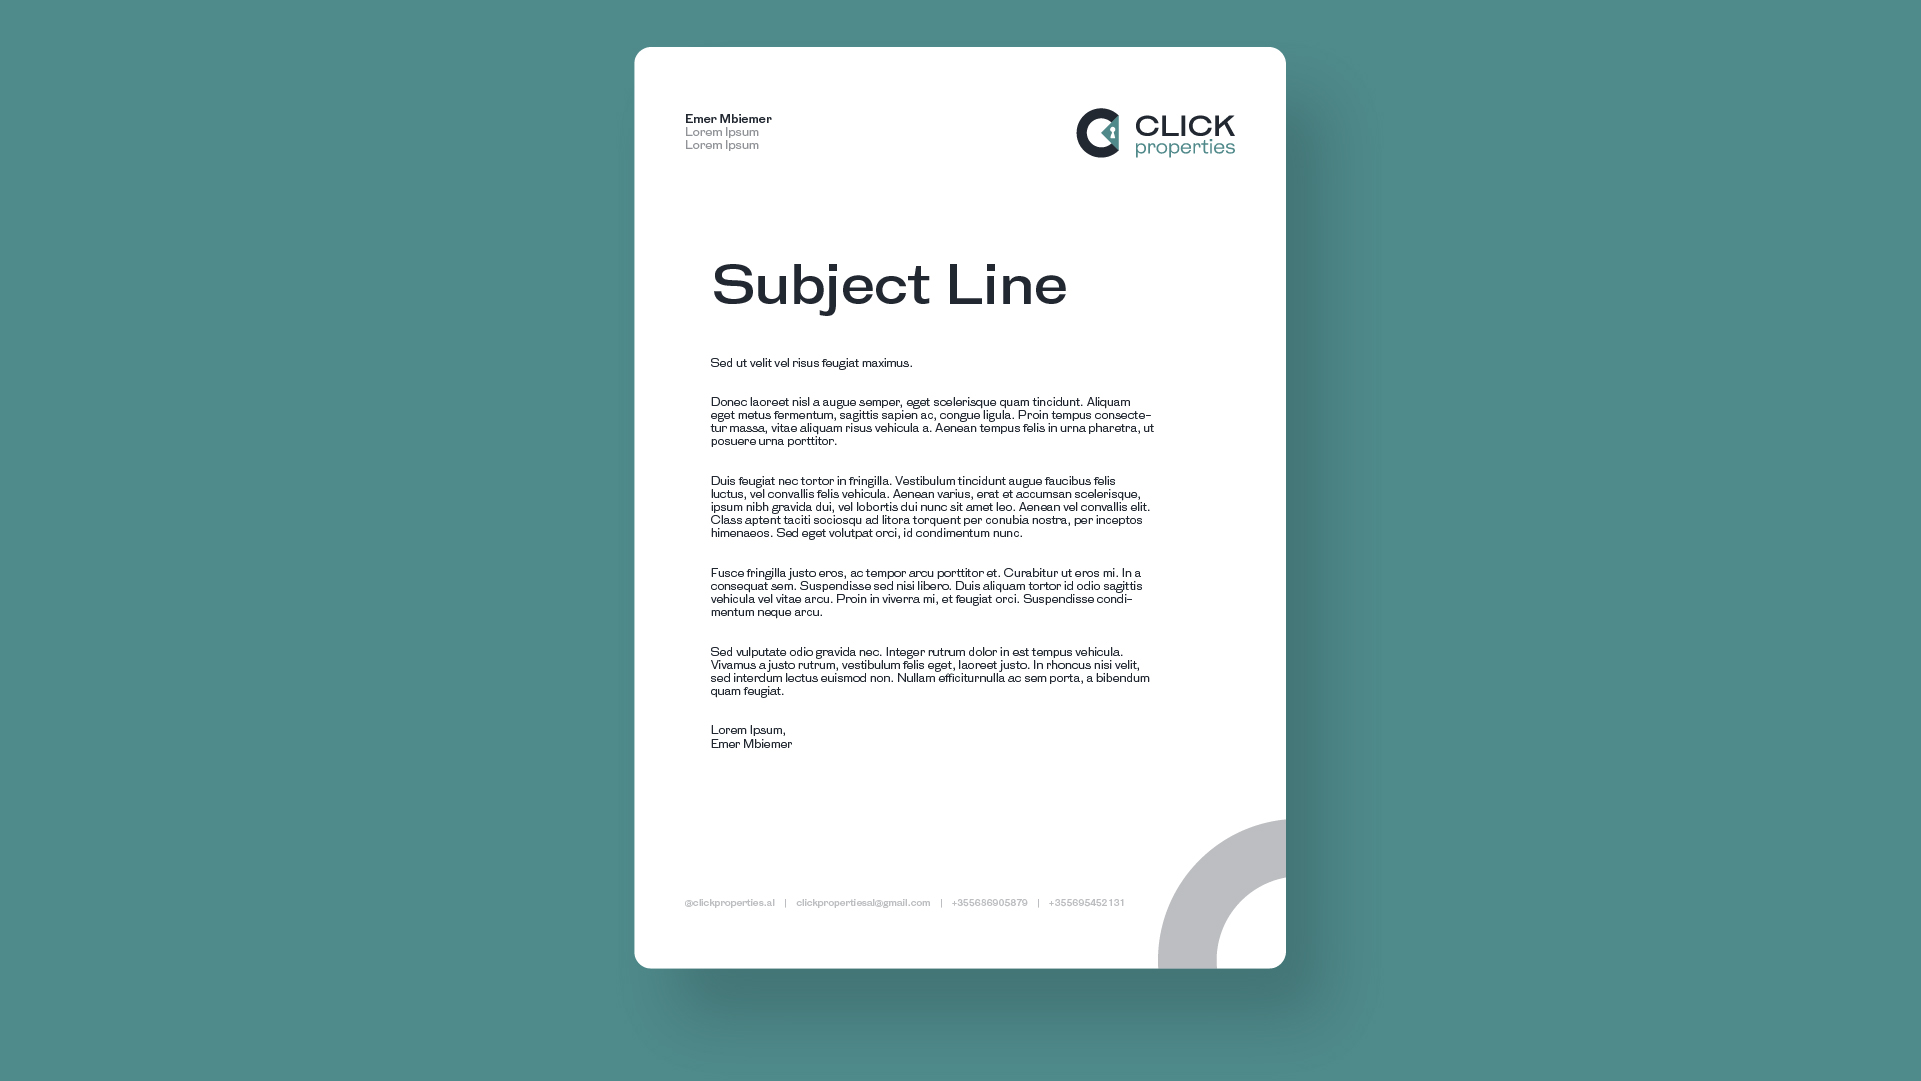 Emer Mbiemer
Lorem Ipsum
Lorem Ipsum
CLICK
properties
Subject Line
Sed ut velit vel risus feugiat maximus.
Donec laoreet nisl a augue semper, eget scelerisque quam tincidunt. Aliquam
eget metus fermentum, sagittis sapien ac, congue ligula. Proin tempus consecte-
tur massa, vitae aliquam risus vehicula a. Aenean tempus felis in urna pharetra, ut
posuere urna porttitor.
Duis feugiat nec tortor in fringilla. Vestibulum tincidunt augue faucibus felis
luctus, vel convallis felis vehicula. Aenean varius, erat et accumsan scelerisque,
ipsum nibh gravida dui, vel lobortis dui nunc sit amet leo. Aenean vel convallis elit.
Class aptent taciti sociosqu ad litora torquent per conubia nostra, per inceptos
himenaeos. Sed eget volutpat orci, id condimentum nunc.
Fusce fringilla justo eros, ac tempor arcu porttitor et. Curabitur ut eros mi. In a
consequat sem. Suspendisse sed nisi libero. Duis aliquam tortor id odio sagittis
vehicula vel vitae arcu. Proin in viverra mi, et feugiat orci. Suspendisse condi-
mentum neque arcu.
Sed vulputate odio gravida nec. Integer rutrum dolor in est tempus vehicula.
Vivamus a justo rutrum, vestibulum felis eget, laoreet justo. In rhoncus nisi velit,
sed interdum lectus euismod non. Nullam efficiturnulla ac sem porta, a bibendum
quam feugiat.
Lorem Ipsum,
Emer Mbiemer
@clickproperties.al | clickpropertiesal@gmail.com | +355686905879 | +355695452131